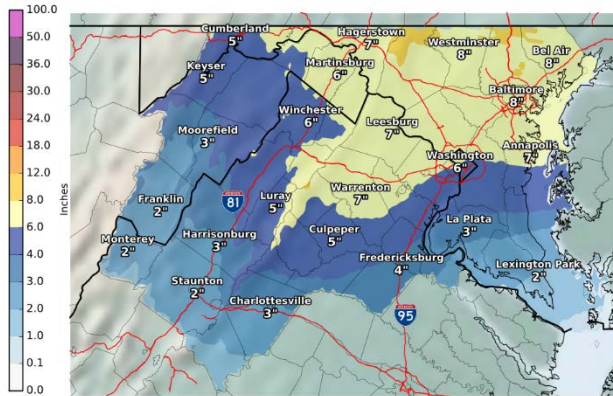 100.0
50.0
36.0
30.0
24.0
18.0
12.0
8.0
6.0
5.0
4.0
3.0
2.0
1.0
0.1
0.0
Inches
Cumberland
5"
Hagerstown
7"
Westminster
8"
Bel Air
8"
Keyser
5"
Martinsburg
6"
Baltimore
8"
Winchester
6"
Leesburg
7"
Moorefield
3"
Annapolis
7"
Washington
6"
Franklin
2"
81
Luray
5"
Warrenton
7"
La Plata
3"
Monterey
2"
Harrisonburg
3"
Culpeper
5"
Fredericksburg
4"
Lexington Park
2"
Staunton
2"
Charlottesville
3"
95